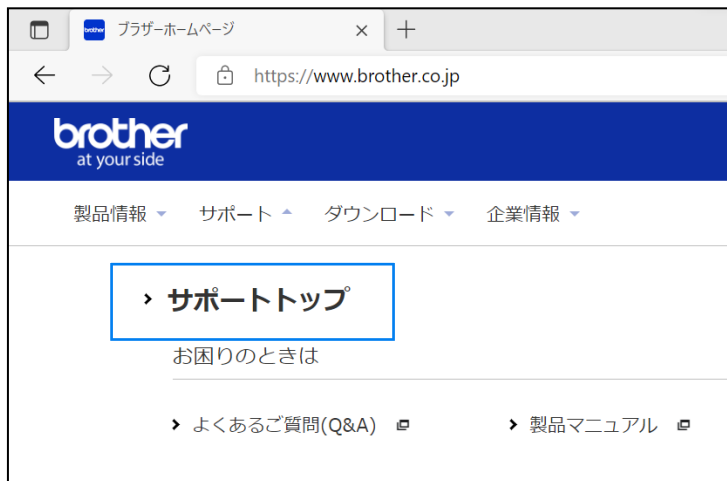 brother ブラザーホームページ
https://www.brother.co.jp
brother
at your side
製品情報 サポート ダウンロード 企業情報
サポートトップ
お困りのときは
よくあるご質問(Q&A) 製品マニュアル